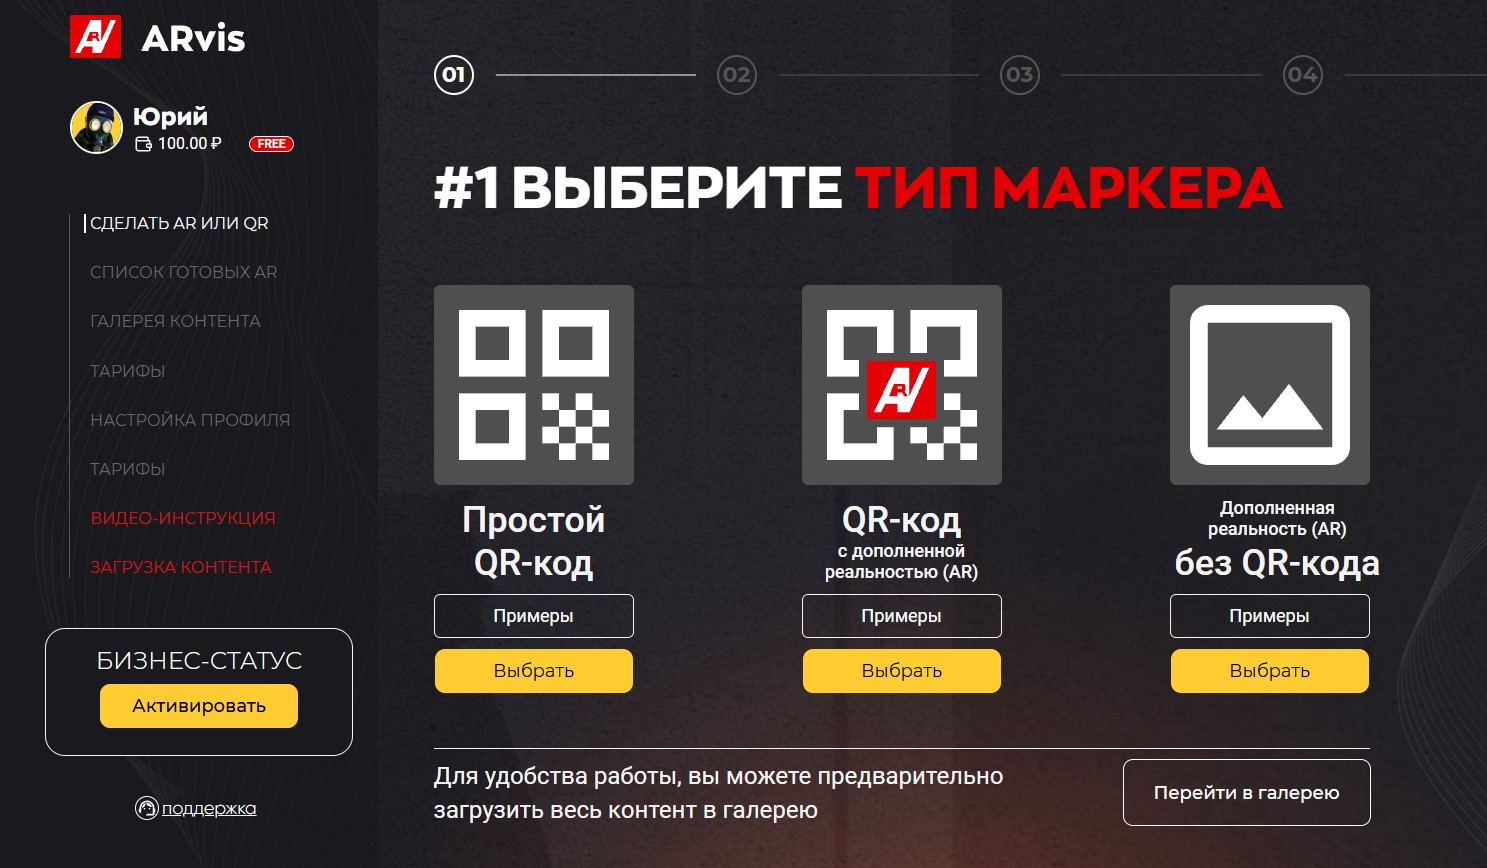 ARvis
Юрий
100.00 ₽
FREE
СДЕЛАТЬ AR ИЛИ QR
СПИСОК ГОТОВЫХ AR
ГАЛЕРЕЯ КОНТЕНТА
ТАРИФЫ
НАСТРОЙКА ПРОФИЛЯ
ТАРИФЫ
ВИДЕО-ИНСТРУКЦИЯ
ЗАГРУЗКА КОНТЕНТА
БИЗНЕС-СТАТУС
Активировать
поддержка
01
02
03
04
#1 ВЫБЕРИТЕ ТИП МАРКЕРА
Простой
QR-код
Примеры
Выбрать
ARV
QR-код
с дополненной
реальностью (AR)
Примеры
Выбрать
Дополненная
реальность (AR)
без QR-кода
Примеры
Выбрать
Для удобства работы, вы можете предварительно
загрузить весь контент в галерею
Перейти в галерею